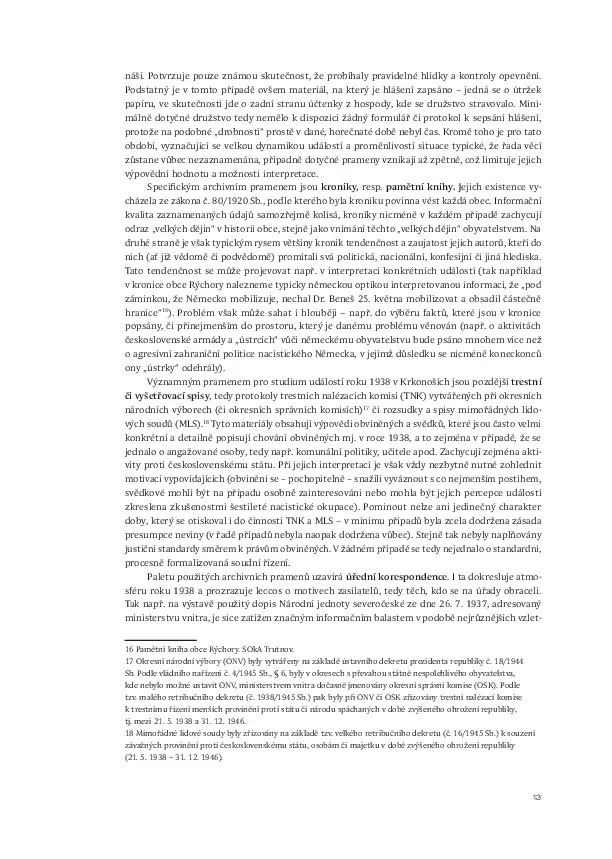 náší. Potvrzuje pouze známou skutečnost, že probíhaly pravidelné hlídky a kontroly opevnění.
Podstatný je v tomto případě ovšem materiál, na který je hlášení zapsáno – jedná se o útržek
papíru, ve skutečnosti jde o zadní stranu účtenky z hospody, kde se družstvo stravovalo. Mini-
málně dotyčné družstvo tedy nemělo k dispozici žádný formulář či protokol k sepsání hlášení,
protože na podobné „drobnosti“ prostě v dané, horečnaté době nebyl čas. Kromě toho je pro tato
období, vyznačující se velkou dynamikou událostí a proměnlivosti situace typické, že řada věcí
zůstane vůbec nezaznamenána, případně dotyčné prameny vznikají až zpětně, což limituje jejich
výpovědní hodnotu a možnosti interpretace.
Specifickým archivním pramenem jsou kroniky, resp. pamětní knihy. Jejich existence vy-
cházela ze zákona č. 80/1920 Sb., podle kterého byla kroniku povinna vést každá obec. Informační
kvalita zaznamenaných údajů samozřejmě kolísá, kroniky nicméně v každém případě zachycují
odraz „velkých dějin“ v historii obce, stejně jako vnímání těchto „velkých dějin“ obyvatelstvem. Na
druhé straně je však typickým rysem většiny kronik tendenčnost a zaujatost jejich autorů, kteří do
nich (ať již vědomě či podvědomě) promítali svá politická, nacionální, konfesijní či jiná hlediska.
Tato tendenčnost se může projevovat např. v interpretaci konkrétních událostí (tak například
v kronice obce Rýchory nalezneme typicky německou optikou interpretovanou informaci, že „pod
záminkou, že Německo mobilizuje, nechal Dr. Beneš 25. května mobilizovat a obsadil částečně
hranice“16). Problém však může sahat i hlouběji – např. do výběru faktů, které jsou v kronice
popsány, či přinejmenším do prostoru, který je danému problému věnován (např. o aktivitách
československé armády a „ústrcích“ vůči německému obyvatelstvu bude psáno mnohem více než
o agresivní zahraniční politice nacistického Německa, v jejímž důsledku se nicméně koneckonců
ony „ústrky“ odehrály).
Významným pramenem pro studium událostí roku 1938 v Krkonoších jsou pozdější trestní
či vyšetřovací spisy, tedy protokoly trestních nalézacích komisí (TNK) vytvářených při okresních
národních výborech (či okresních správních komisích)17 či rozsudky a spisy mimořádných lido-
vých soudů (MLS).18 Tyto materiály obsahují výpovědi obviněných a svědků, které jsou často velmi
konkrétní a detailně popisují chování obviněných mj. v roce 1938, a to zejména v případě, že se
jednalo o angažované osoby, tedy např. komunální politiky, učitele apod. Zachycují zejména akti-
vity proti československému státu. Při jejich interpretaci je však vždy nezbytně nutné zohlednit
motivaci vypovídajících (obvinění se – pochopitelně – snažili vyváznout s co nejmenším postihem,
svědkové mohli být na případu osobně zainteresováni nebo mohla být jejich percepce událostí
zkreslena zkušenostmi šestileté nacistické okupace). Pominout nelze ani jedinečný charakter
doby, který se otiskoval i do činnosti TNK a MLS – v minimu případů byla zcela dodržena zásada
presumpce neviny (v řadě případů nebyla naopak dodržena vůbec). Stejně tak nebyly naplňovány
justiční standardy směrem k právům obviněných. V žádném případě se tedy nejednalo o standardní,
procesně formalizovaná soudní řízení.
Paletu použitých archivních pramenů uzavírá úřední korespondence. I ta dokresluje atmo-
sféru roku 1938 a prozrazuje leccos o motivech zasilatelů, tedy těch, kdo se na úřady obraceli.
Tak např. na výstavě použitý dopis Národní jednoty severočeské ze dne 26. 7. 1937, adresovaný
ministerstvu vnitra, je sice zatížen značným informačním balastem v podobě nejrůznějších vzlet-
16 Pamětní kniha obce Rýchory. SOkA Trutnov.
17 Okresní národní výbory (ONV) byly vytvářeny na základě ústavního dekretu prezidenta republiky č. 18/1944
Sb. Podle vládního nařízení č. 4/1945 Sb., § 6, byly v okresech s převahou státně nespolehlivého obyvatelstva,
kde nebylo možné ustavit ONV, ministerstvem vnitra dočasně jmenovány okresní správní komise (OSK). Podle
tzv. malého retribučního dekretu (č. 1938/1945 Sb.) pak byly při ONV či OSK zřizovány trestní nalézací komise
k trestnímu řízení menších provinění proti státu či národu spáchaných v době zvýšeného ohrožení republiky,
tj. mezi 21. 5. 1938 a 31. 12. 1946.
18 Mimořádné lidové soudy byly zřizovány na základě tzv. velkého retribučního dekretu (č. 16/1945 Sb.) k souzení
závažných provinění proti československému státu, osobám či majetku v době zvýšeného ohrožení republiky
(21. 5. 1938 – 31. 12. 1946).
13